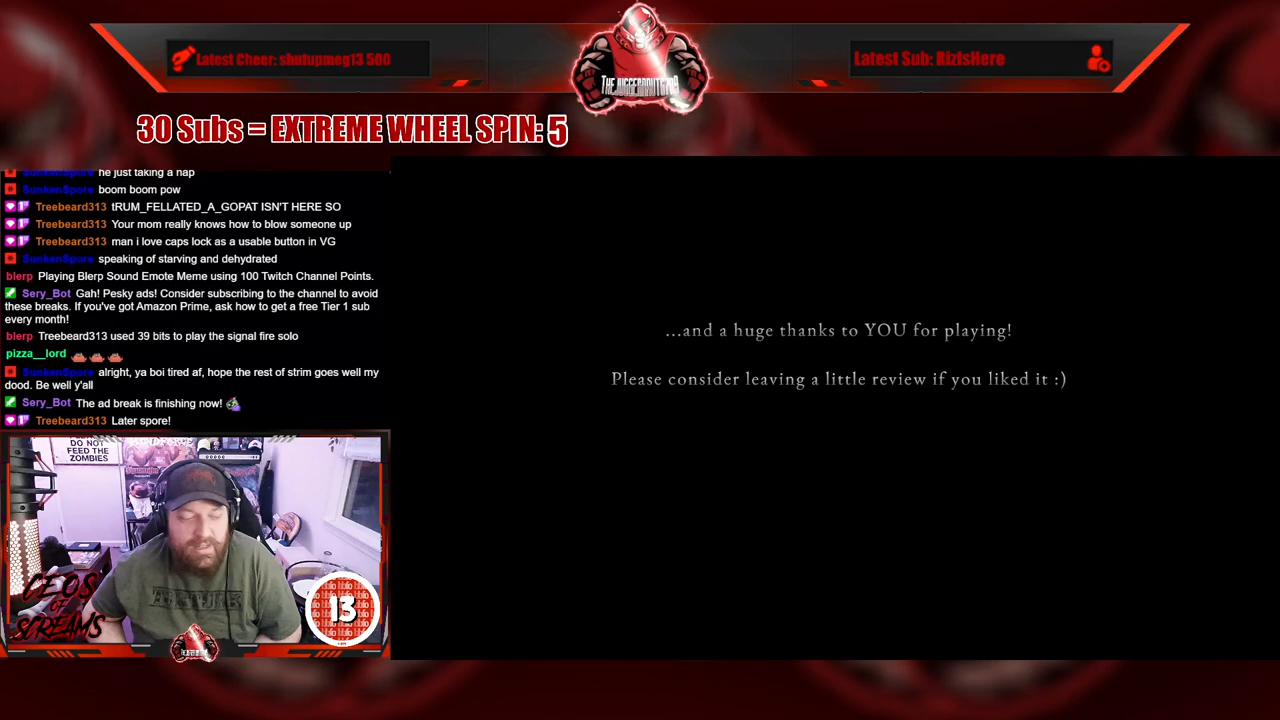 Latest Cheer: shutupmeg13 500
Latest Sub: RizIsHere
30 Subs = EXTREME WHEEL SPIN: 5
SunkenSpore he just taking a nap
SunkenSpore boom boom pow
Treebeard313 tRUM_FELLATED_A_GOPAT ISN'T HERE SO
Treebeard313 Your mom really knows how to blow someone up
Treebeard313 man i love caps lock as a usable button in VG
SunkenSpore speaking of starving and dehydrated
blerp Playing Blerp Sound Emote Meme using 100 Twitch Channel Points.
Sery_Bot Gah! Pesky ads! Consider subscribing to the channel to avoid
these breaks. If you've got Amazon Prime, ask how to get a free Tier 1 sub
every month!
blerp Treebeard313 used 39 bits to play the signal fire solo
pizza__lord
SunkenSpore alright, ya boi tired af, hope the rest of strim goes well my
dood. Be well y'all
Sery_Bot The ad break is finishing now!
Treebeard313 Later spore!
...and a huge thanks to YOU for playing!
Please consider leaving a little review if you liked it :)
DO NOT
FEED THE
ZOMBIES
CEOS
OF
SCREAMS
13